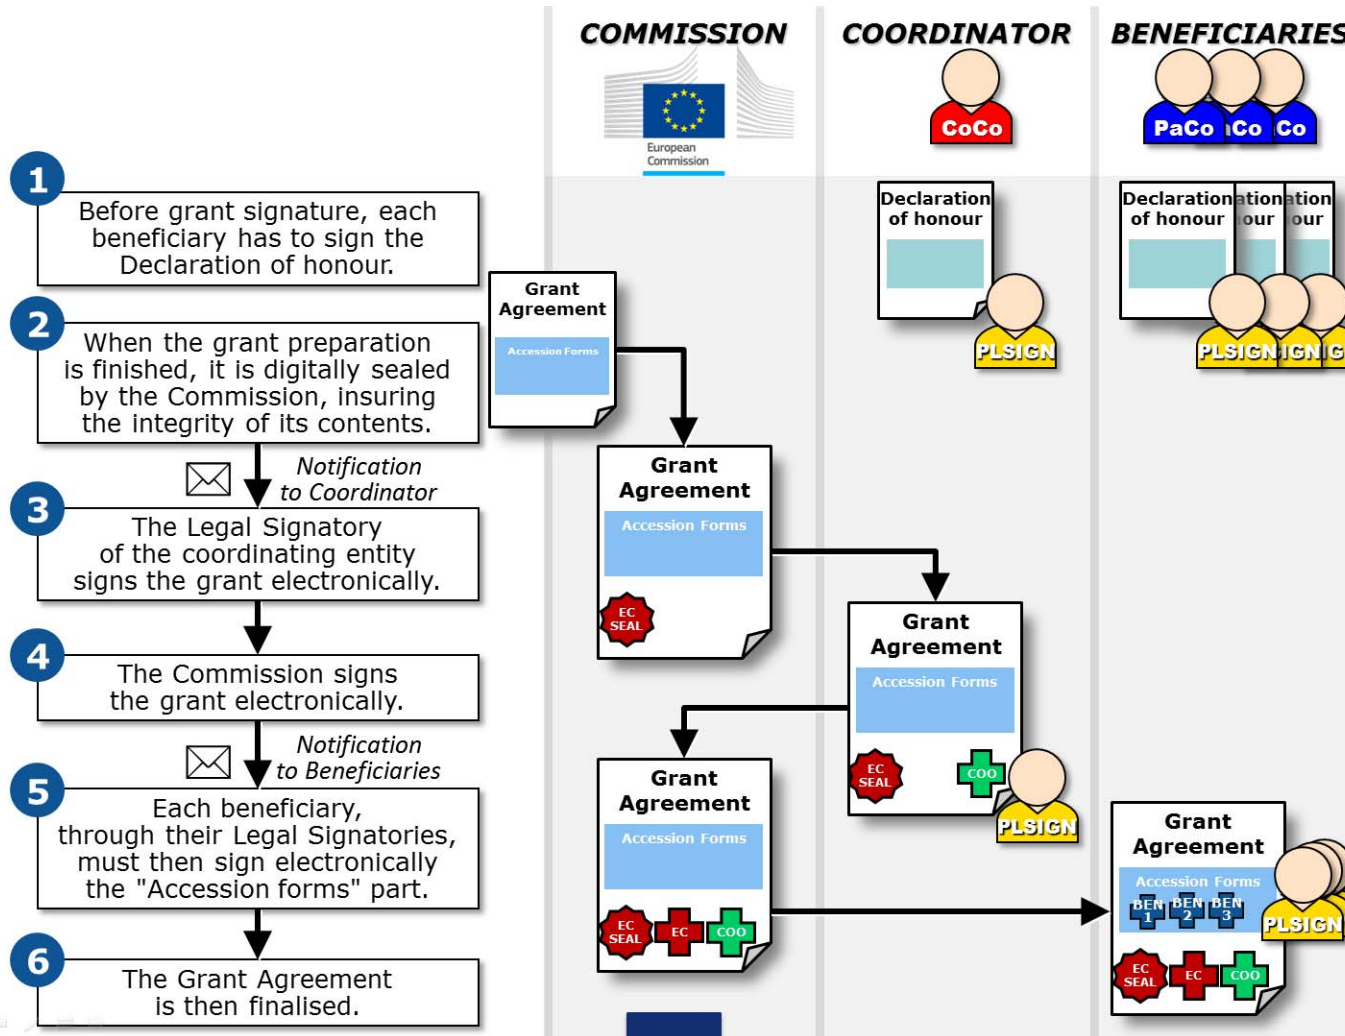 COMMISSION
COORDINATOR
BENEFICIARIES
European
Commission
CoCo
PaCo
aCo
Co
1
Before grant signature, each
beneficiary has to sign the
Declaration of honour.
Declaration
of honour
PLSIGN
Declaration
of honour
ation
our
ation
our
PLSIGN
IGN
IG
Grant
Agreement
Accession Forms
2
When the grant preparation
is finished, it is digitally sealed
by the Commission, insuring
the integrity of its contents.
Notification
to Coordinator
Grant
Agreement
Accession Forms
EC
SEAL
3
The Legal Signatory
of the coordinating entity
signs the grant electronically.
Grant
Agreement
Accession Forms
EC
SEAL
COO
PLSIGN
4
The Commission signs
the grant electronically.
Notification
to Beneficiaries
Grant
Agreement
Accession Forms
EC
SEAL
EC
COO
5
Each beneficiary,
through their Legal Signatories,
must then sign electronically
the "Accession forms" part.
Grant
Agreement
Accession Forms
BEN
1
BEN
2
BEN
3
PLSIGN
EC
SEAL
EC
COO
6
The Grant Agreement
is then finalised.